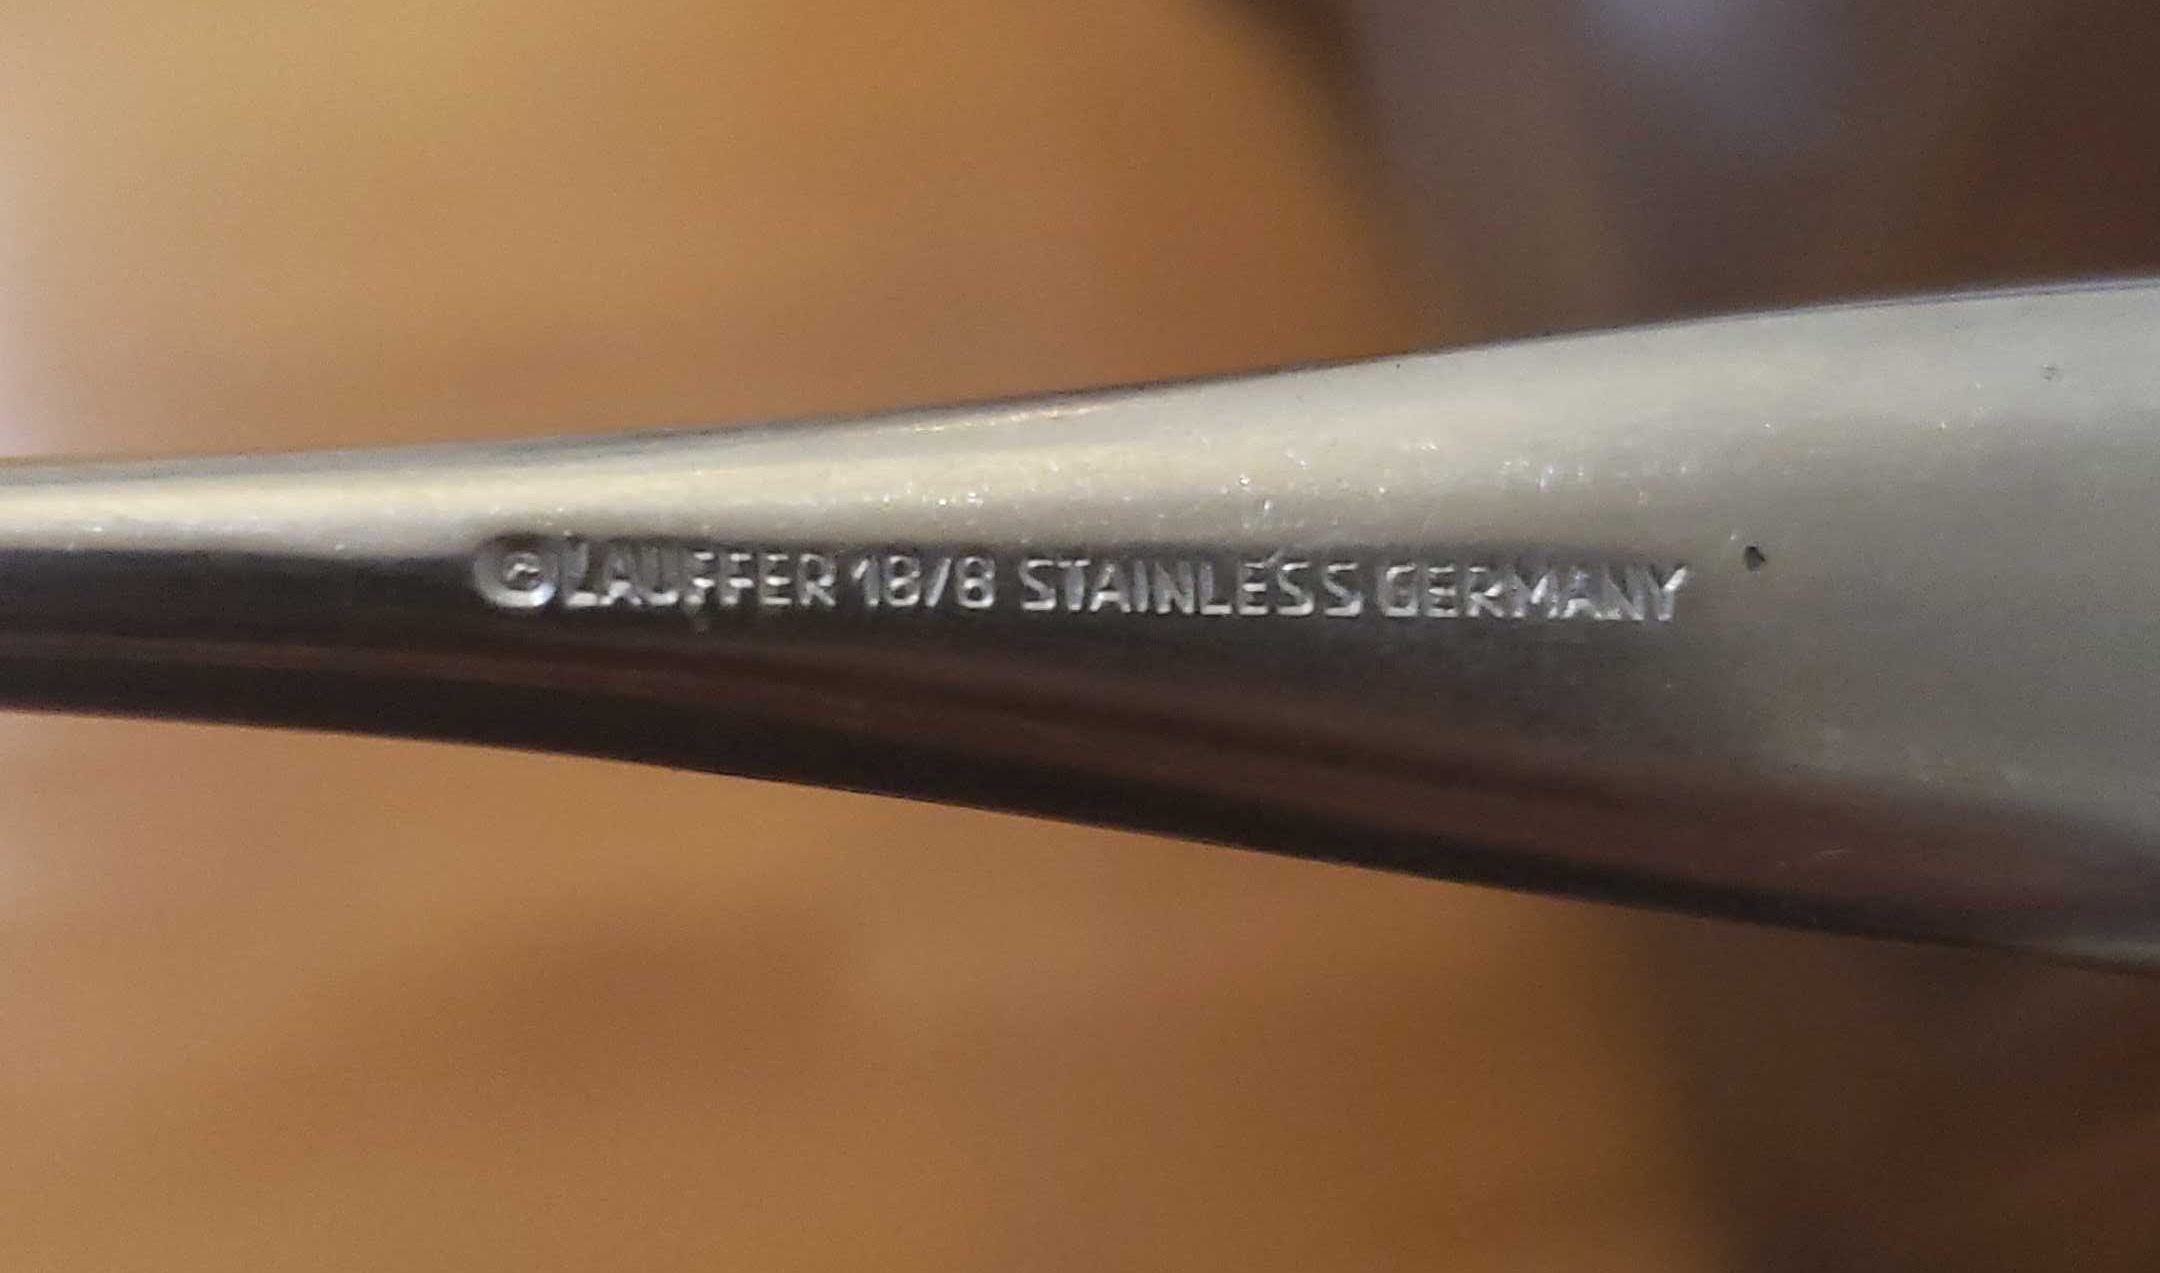 ©LAUFFER 18/8 STAINLESS GERMANY